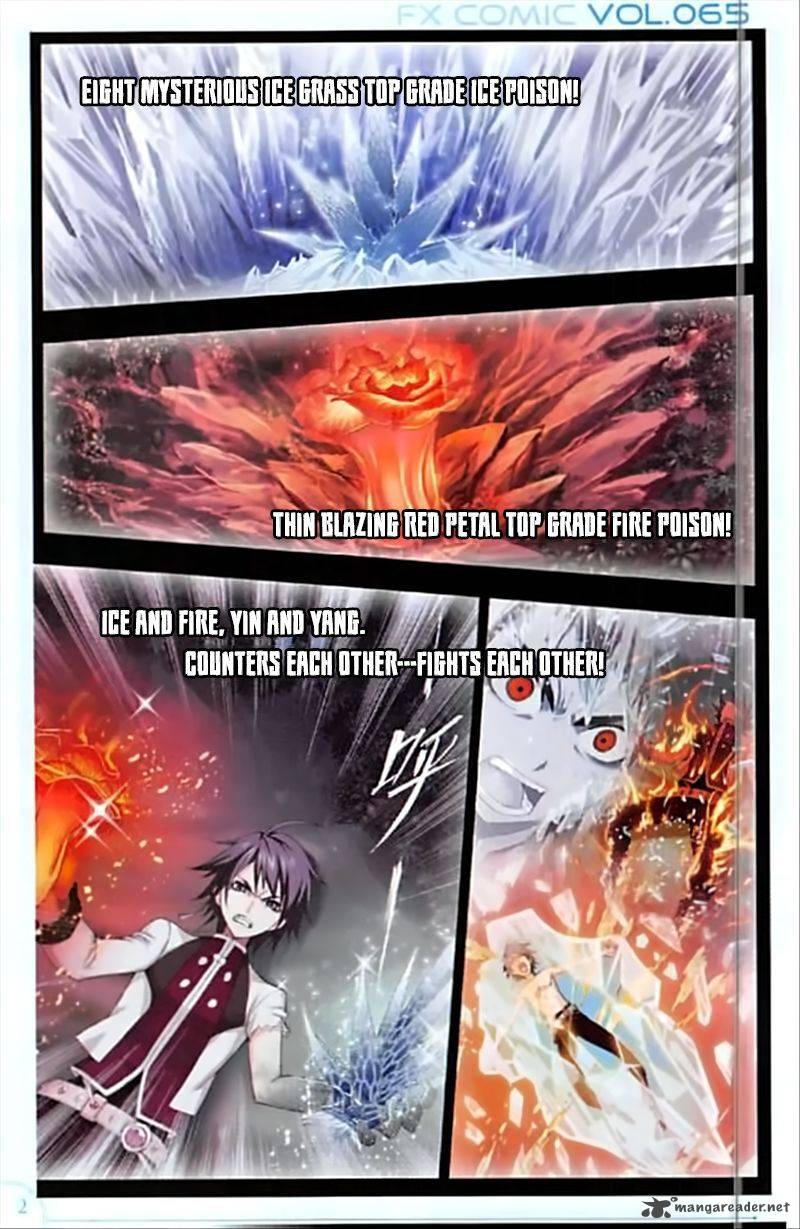 FX COMIC VOL.065
EIGHT MYSTERIOUS ICE GRASS TOP GRADE ICE POISON!
THIN BLAZING RED PETAL TOP GRADE FIRE POISON!
ICE AND FIRE, YIN AND YANG.
COUNTERS EACH OTHER---FIGHTS EACH OTHER!
呼
2
mangareader.net